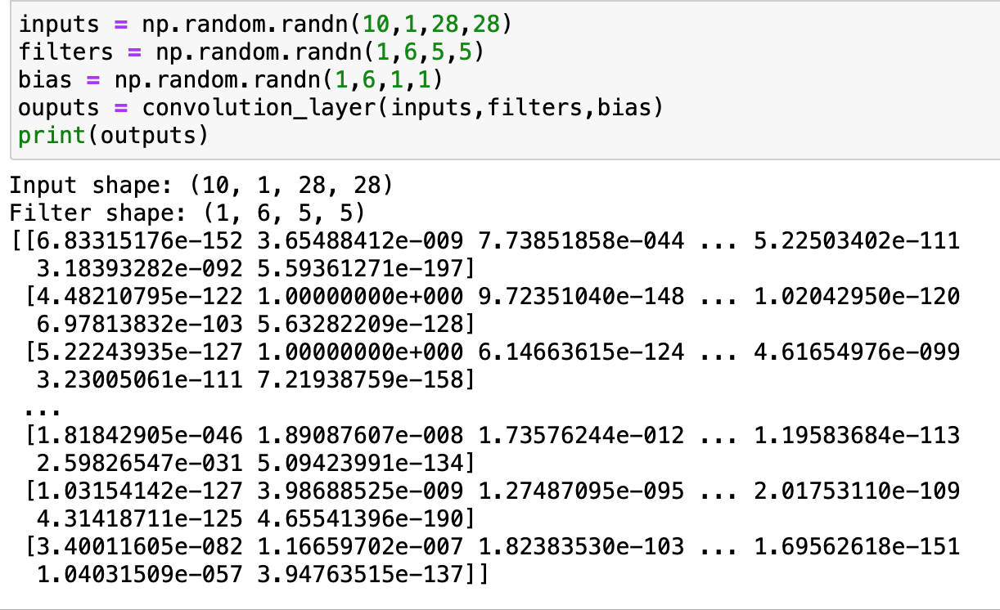 inputs = np.random.randn(10,1,28,28)
filters = np.random.randn(1,6,5,5)
bias = np.random.randn(1,6,1,1)
ouputs = convolution_layer(inputs,filters,bias)
print(outputs)
Input shape: (10, 1, 28, 28)
Filter shape: (1, 6, 5, 5)
[[6.83315176e-152 3.65488412e-009 7.73851858e-044 ... 5.22503402e-111
  3.18393282e-092 5.59361271e-197]
 [4.48210795e-122 1.00000000e+000 9.72351040e-148 ... 1.02042950e-120
  6.97813832e-103 5.63282209e-128]
 [5.22243935e-127 1.00000000e+000 6.14663615e-124 ... 4.61654976e-099
  3.23005061e-111 7.21938759e-158]
 ...
 [1.81842905e-046 1.89087607e-008 1.73576244e-012 ... 1.19583684e-113
  2.59826547e-031 5.09423991e-134]
 [1.03154142e-127 3.98688525e-009 1.27487095e-095 ... 2.01753110e-109
  4.31418711e-125 4.65541396e-190]
 [3.40011605e-082 1.16659702e-007 1.82383530e-103 ... 1.69562618e-151
  1.04031509e-057 3.94763515e-137]]